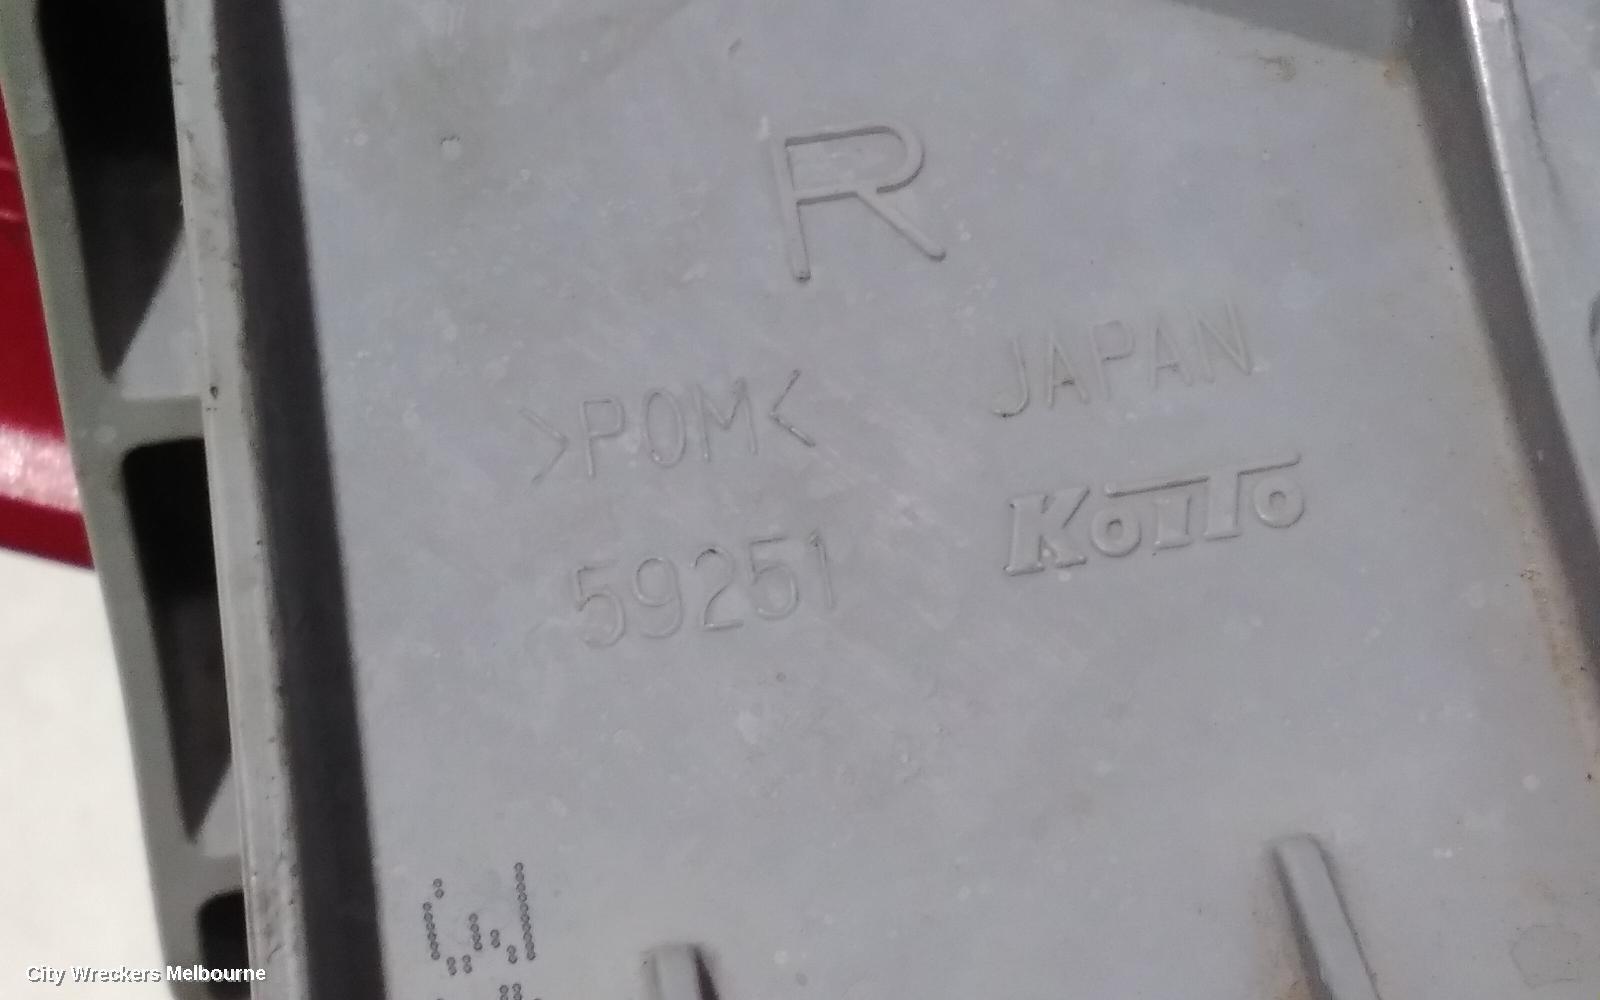 R
>POM< JAPAN
59251 KOITO
City Wreckers Melbourne